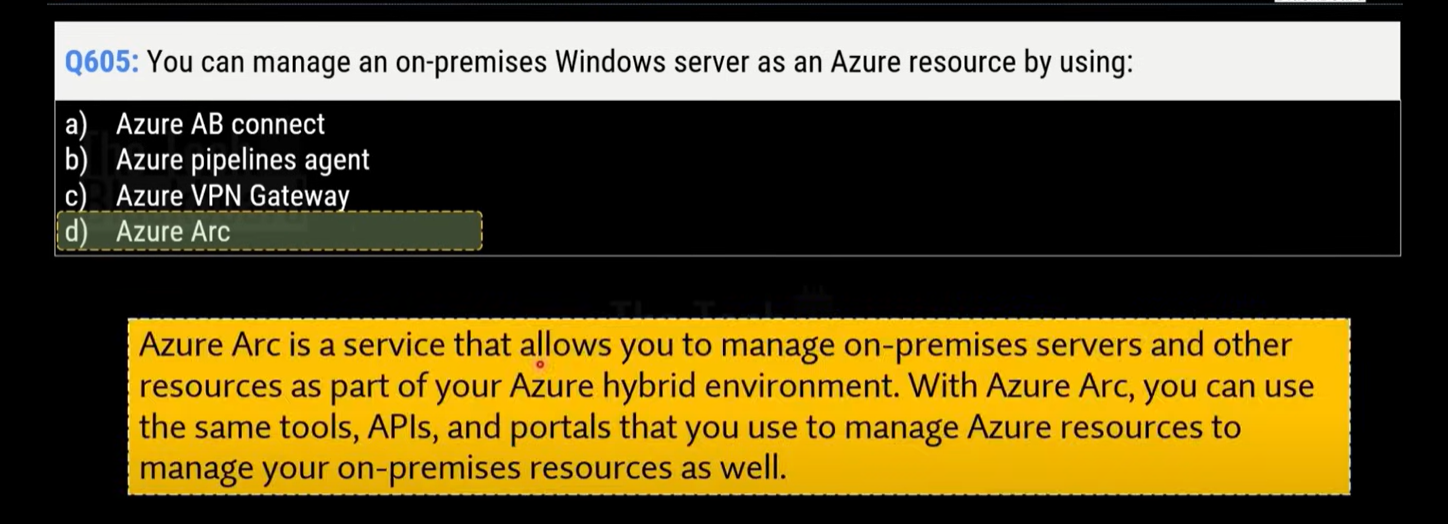 Q605: You can manage an on-premises Windows server as an Azure resource by using:
a) Azure AB connect
b) Azure pipelines agent
c) Azure VPN Gateway
d) Azure Arc
Azure Arc is a service that allows you to manage on-premises servers and other
resources as part of your Azure hybrid environment. With Azure Arc, you can use
the same tools, APIs, and portals that you use to manage Azure resources to
manage your on-premises resources as well.